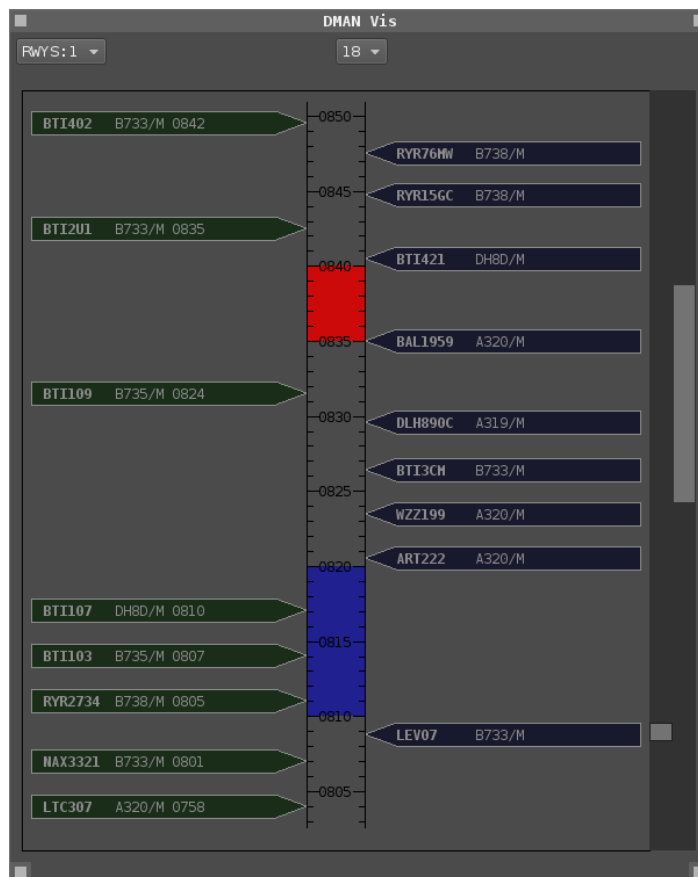 DMAN Vis
RWYS:1 18
0850
BTI402 B733/M 0842
RYR76MW B738/M
0845
RYR15GC B738/M
BTI2U1 B733/M 0835
BTI421 DH8D/M
0840
0835
BAL1959 A320/M
BTI109 B735/M 0824
0830
DLH890C A319/M
BTI3CM B733/M
0825
WZZ199 A320/M
ART222 A320/M
0820
BTI107 DH8D/M 0810
0815
BTI103 B735/M 0807
RYR2734 B738/M 0805
0810
LEV07 B733/M
NAX3321 B733/M 0801
0805
LTC307 A320/M 0758